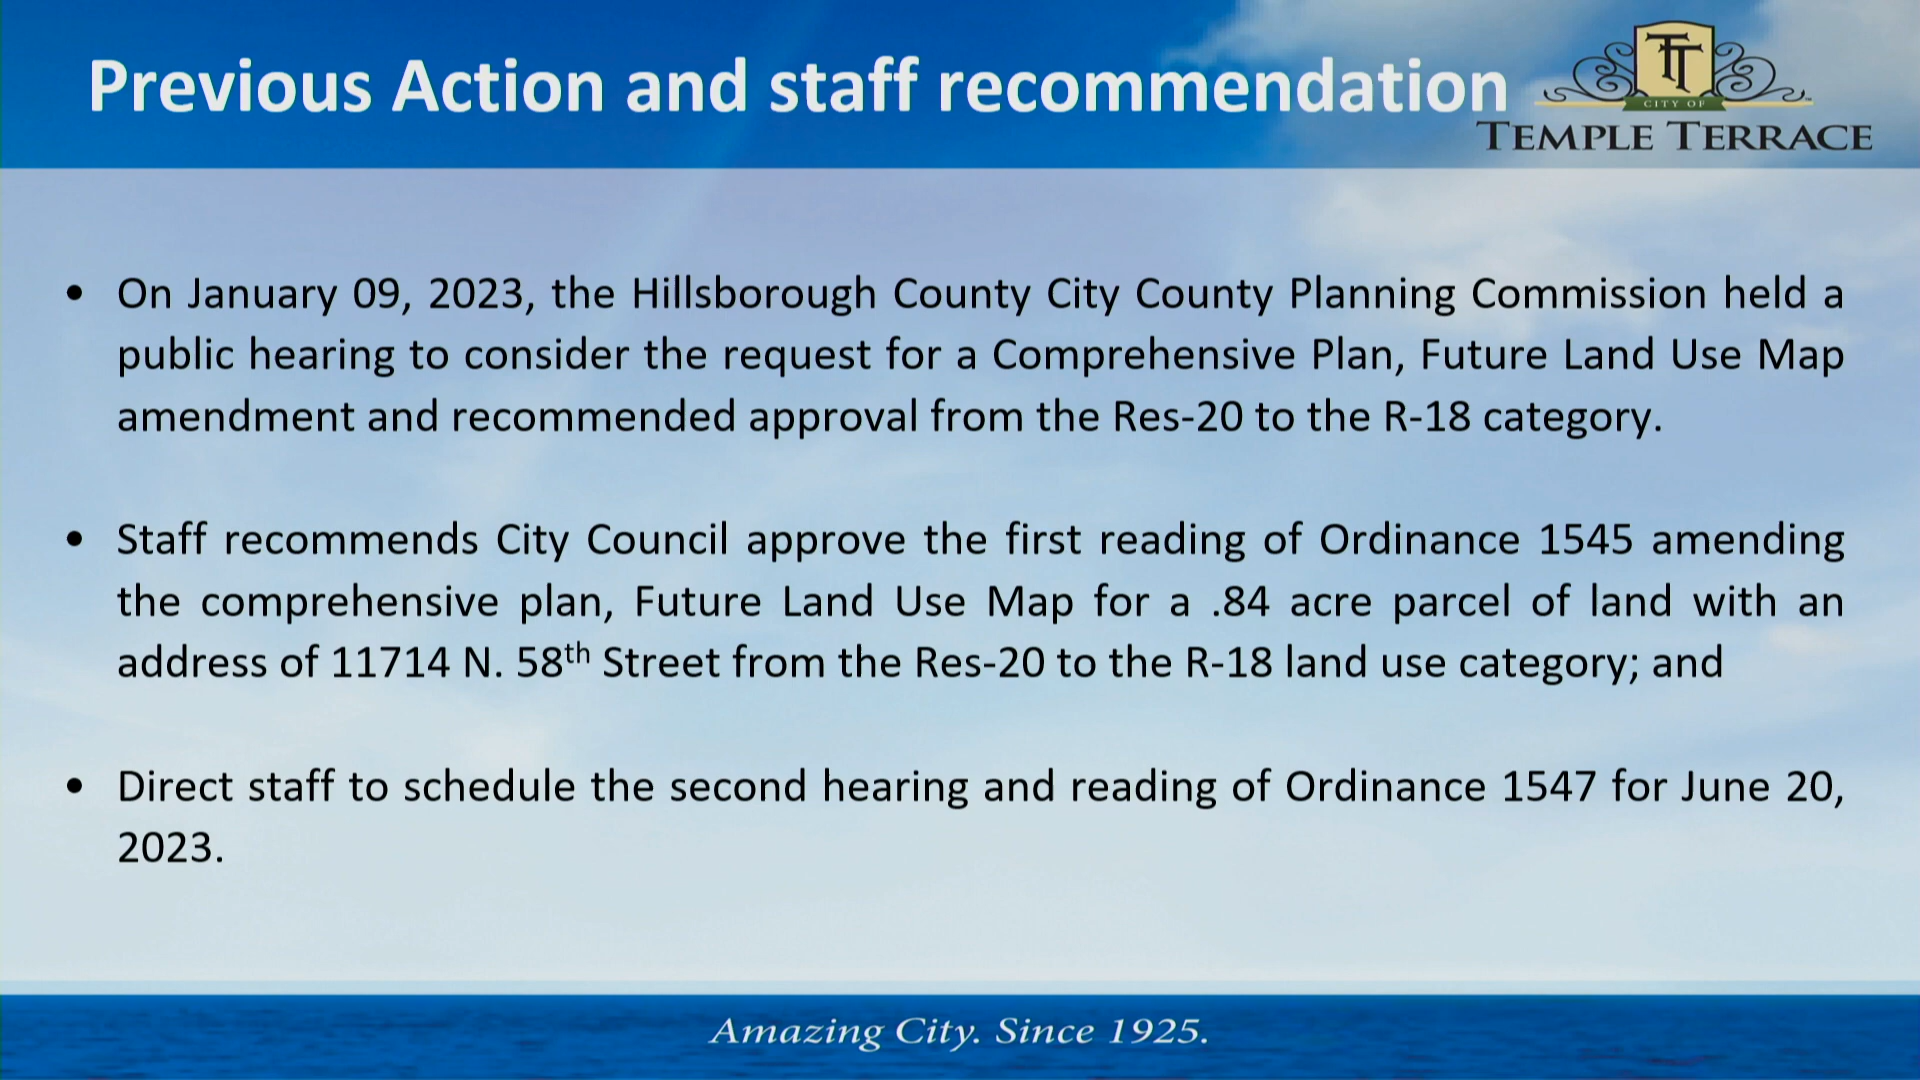 Previous Action and staff recommendation
TT
CITY OF
TEMPLE TERRACE
• On January 09, 2023, the Hillsborough County City County Planning Commission held a
public hearing to consider the request for a Comprehensive Plan, Future Land Use Map
amendment and recommended approval from the Res-20 to the R-18 category.
• Staff recommends City Council approve the first reading of Ordinance 1545 amending
the comprehensive plan, Future Land Use Map for a .84 acre parcel of land with an
address of 11714 N. 58th Street from the Res-20 to the R-18 land use category; and
• Direct staff to schedule the second hearing and reading of Ordinance 1547 for June 20,
2023.
Amazing City. Since 1925.